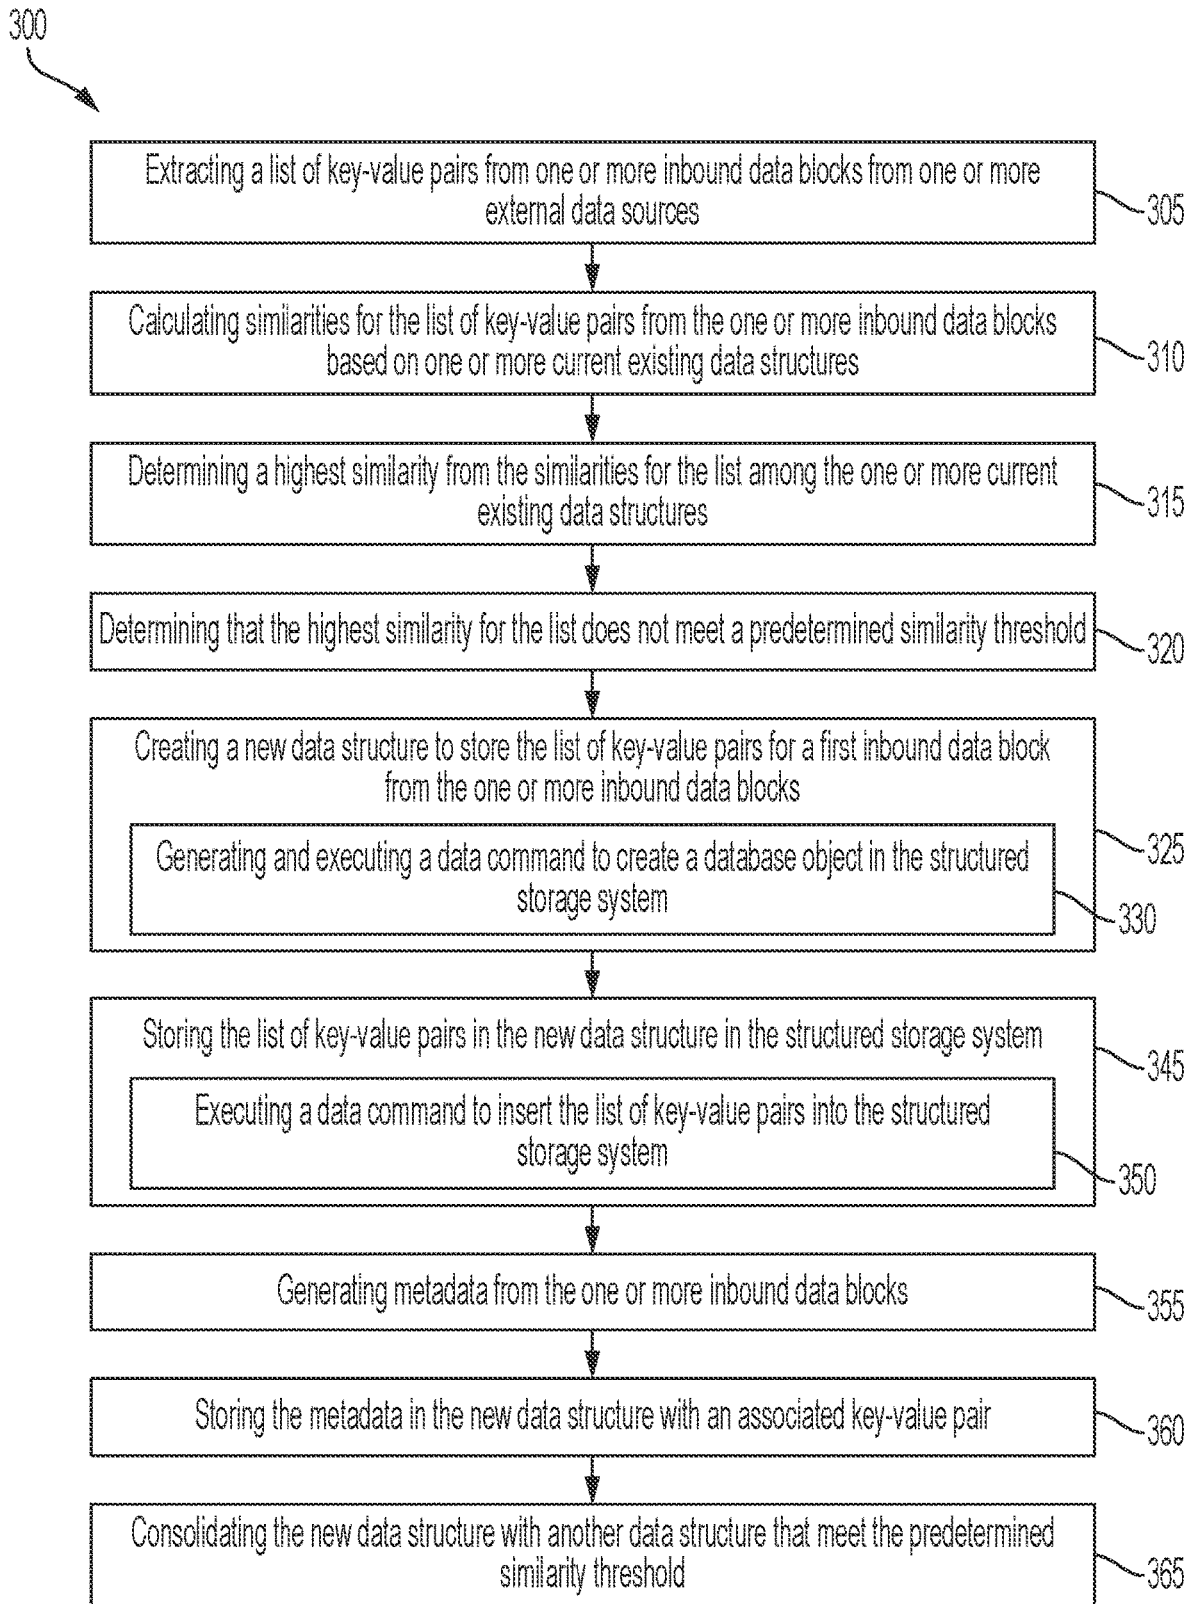 300
Extracting a list of key-value pairs from one or more inbound data blocks from one or more
external data sources
305
Calculating similarities for the list of key-value pairs from the one or more inbound data blocks
based on one or more current existing data structures
310
Determining a highest similarity from the similarities for the list among the one or more current
existing data structures
315
Determining that the highest similarity for the list does not meet a predetermined similarity threshold
320
Creating a new data structure to store the list of key-value pairs for a first inbound data block
from the one or more inbound data blocks
325
Generating and executing a data command to create a database object in the structured
storage system
330
Storing the list of key-value pairs in the new data structure in the structured storage system
345
Executing a data command to insert the list of key-value pairs into the structured
storage system
350
Generating metadata from the one or more inbound data blocks
355
Storing the metadata in the new data structure with an associated key-value pair
360
Consolidating the new data structure with another data structure that meet the predetermined
similarity threshold
365